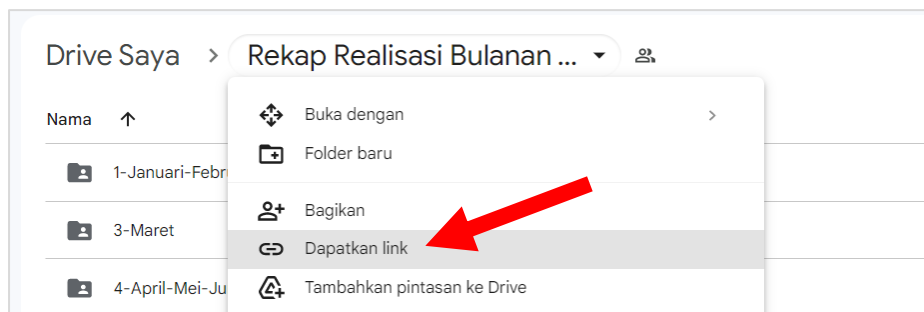 Drive Saya > Rekap Realisasi Bulanan ...
Nama
Buka dengan
Folder baru
1-Januari-Febr
Bagikan
3-Maret
Dapatkan link
4-April-Mei-Ju
Tambahkan pintasan ke Drive